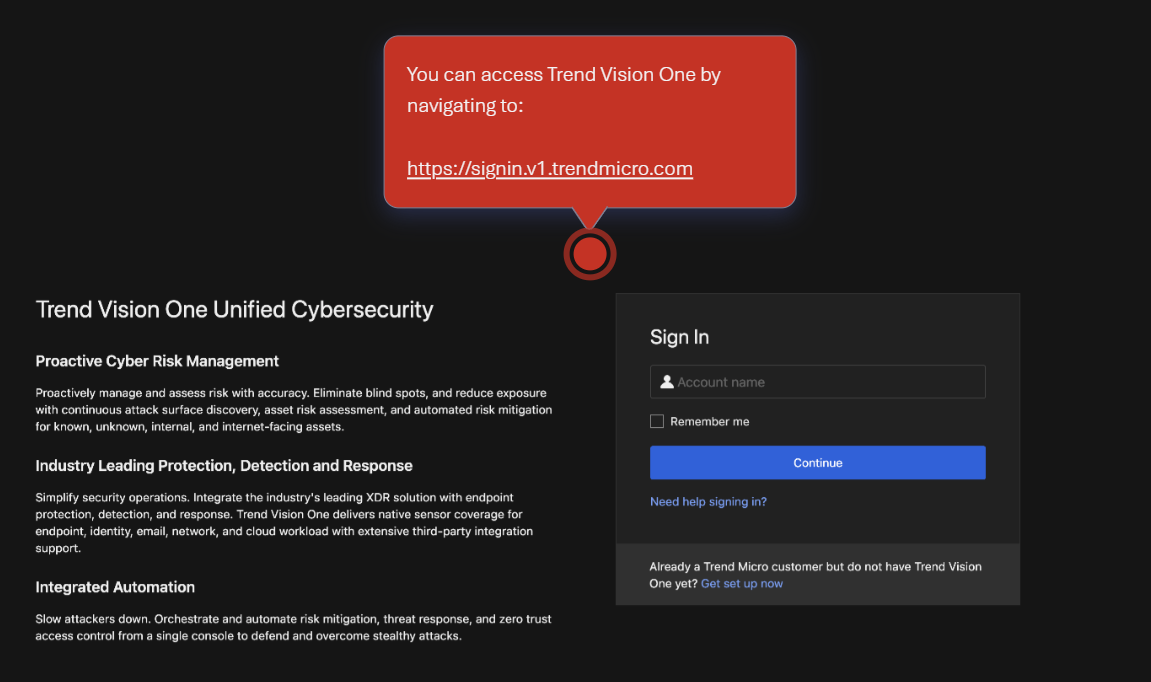 You can access Trend Vision One by
navigating to:
https://signin.v1.trendmicro.com
Trend Vision One Unified Cybersecurity
Proactive Cyber Risk Management
Proactively manage and assess risk with accuracy. Eliminate blind spots, and reduce exposure
with continuous attack surface discovery, asset risk assessment, and automated risk mitigation
for known, unknown, internal, and internet-facing assets.
Industry Leading Protection, Detection and Response
Simplify security operations. Integrate the industry's leading XDR solution with endpoint
protection, detection, and response. Trend Vision One delivers native sensor coverage for
endpoint, identity, email, network, and cloud workload with extensive third-party integration
support.
Integrated Automation
Slow attackers down. Orchestrate and automate risk mitigation, threat response, and zero trust
access control from a single console to defend and overcome stealthy attacks.
Sign In
Account name
Remember me
Continue
Need help signing in?
Already a Trend Micro customer but do not have Trend Vision
One yet? Get set up now